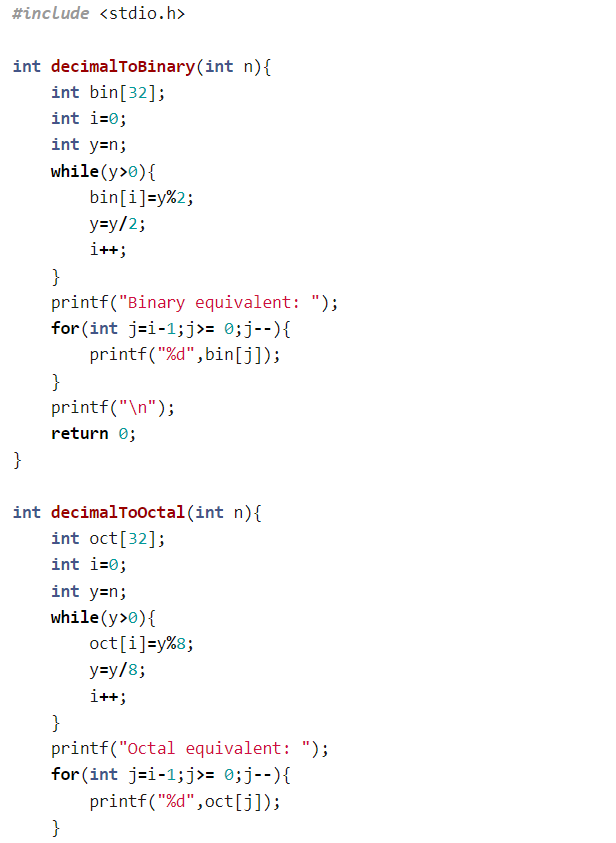 #include <stdio.h>
int decimalToBinary(int n){
int bin[32];
int i=0;
int y=n;
while(y>0){
bin[i]=y%2;
y=y/2;
i++;
}
printf("Binary equivalent: ");
for(int j=i-1;j>= 0;j--){
printf("%d",bin[j]);
}
printf("\n");
return 0;
}
int decimalToOctal(int n){
int oct[32];
int i=0;
int y=n;
while(y>0){
oct[i]=y%8;
y=y/8;
i++;
}
printf("Octal equivalent: ");
for(int j=i-1;j>= 0;j--){
printf("%d",oct[j]);
}